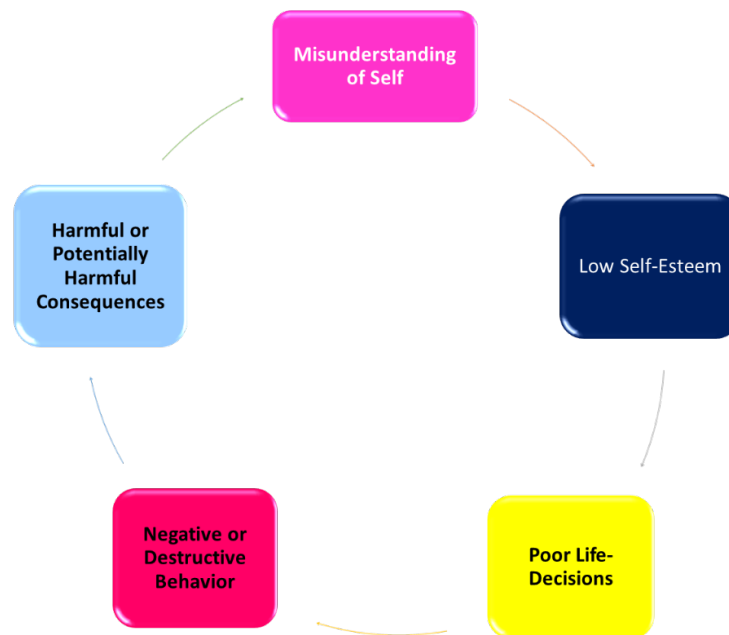 Misunderstanding
of Self
Low Self-Esteem
Poor Life-
Decisions
Negative or
Destructive
Behavior
Harmful or
Potentially
Harmful
Consequences